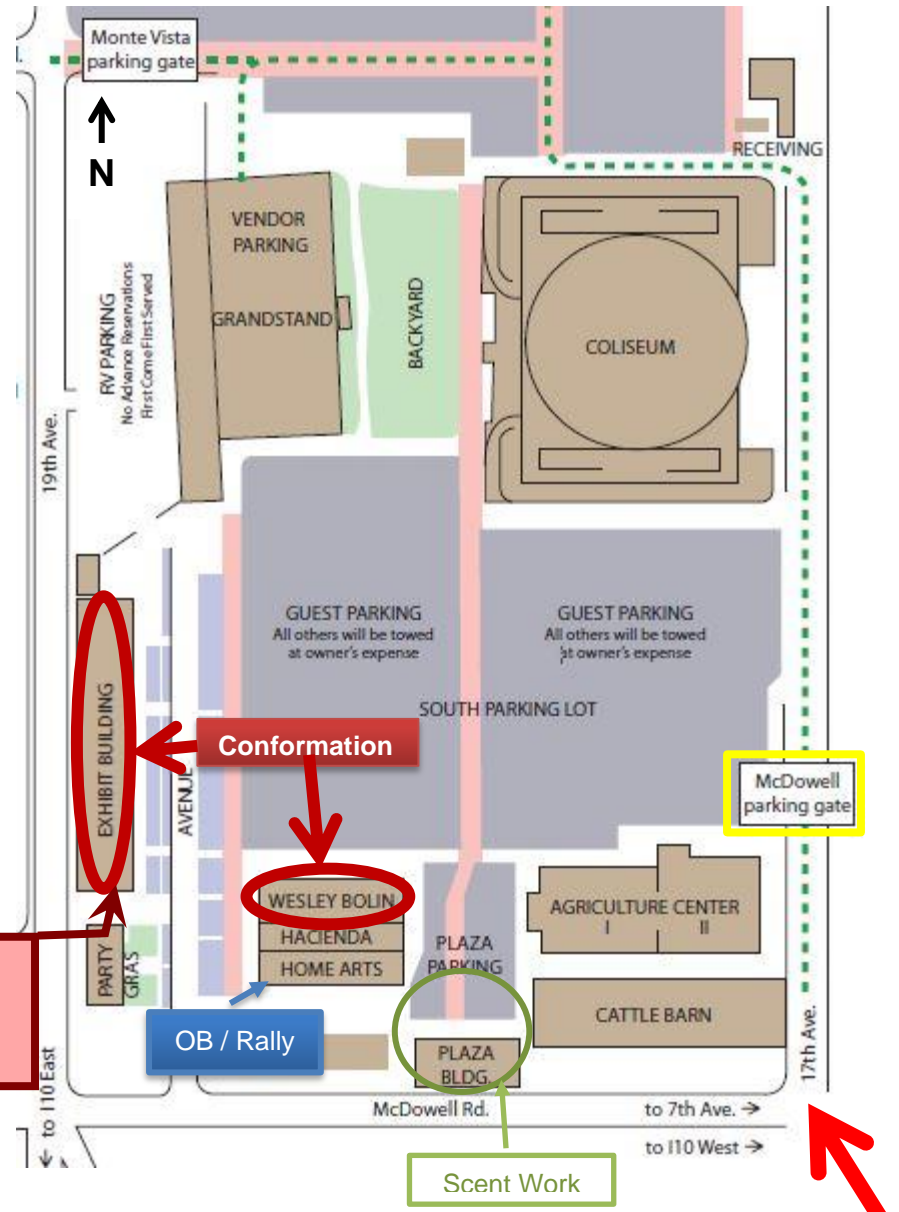 Monte Vista
parking gate
N
RECEIVING
VENDOR
PARKING
GRANDSTAND
BACKYARD
COLISEUM
RV PARKING
No Advance Reservations
First Come First Served
19th Ave.
GUEST PARKING
All others will be towed
at owner's expense
GUEST PARKING
All others will be towed
at owner's expense
SOUTH PARKING LOT
EXHIBIT BUILDING
Conformation
AVENUE
McDowell
parking gate
WESLEY BOLIN
HACIENDA
HOME ARTS
PLAZA
PARKING
AGRICULTURE CENTER
I II
PARTY
GRAS
OB / Rally
CATTLE BARN
PLAZA
BLDG.
17th Ave.
to I10 East
McDowell Rd.
to 7th Ave. →
to I10 West →
Scent Work